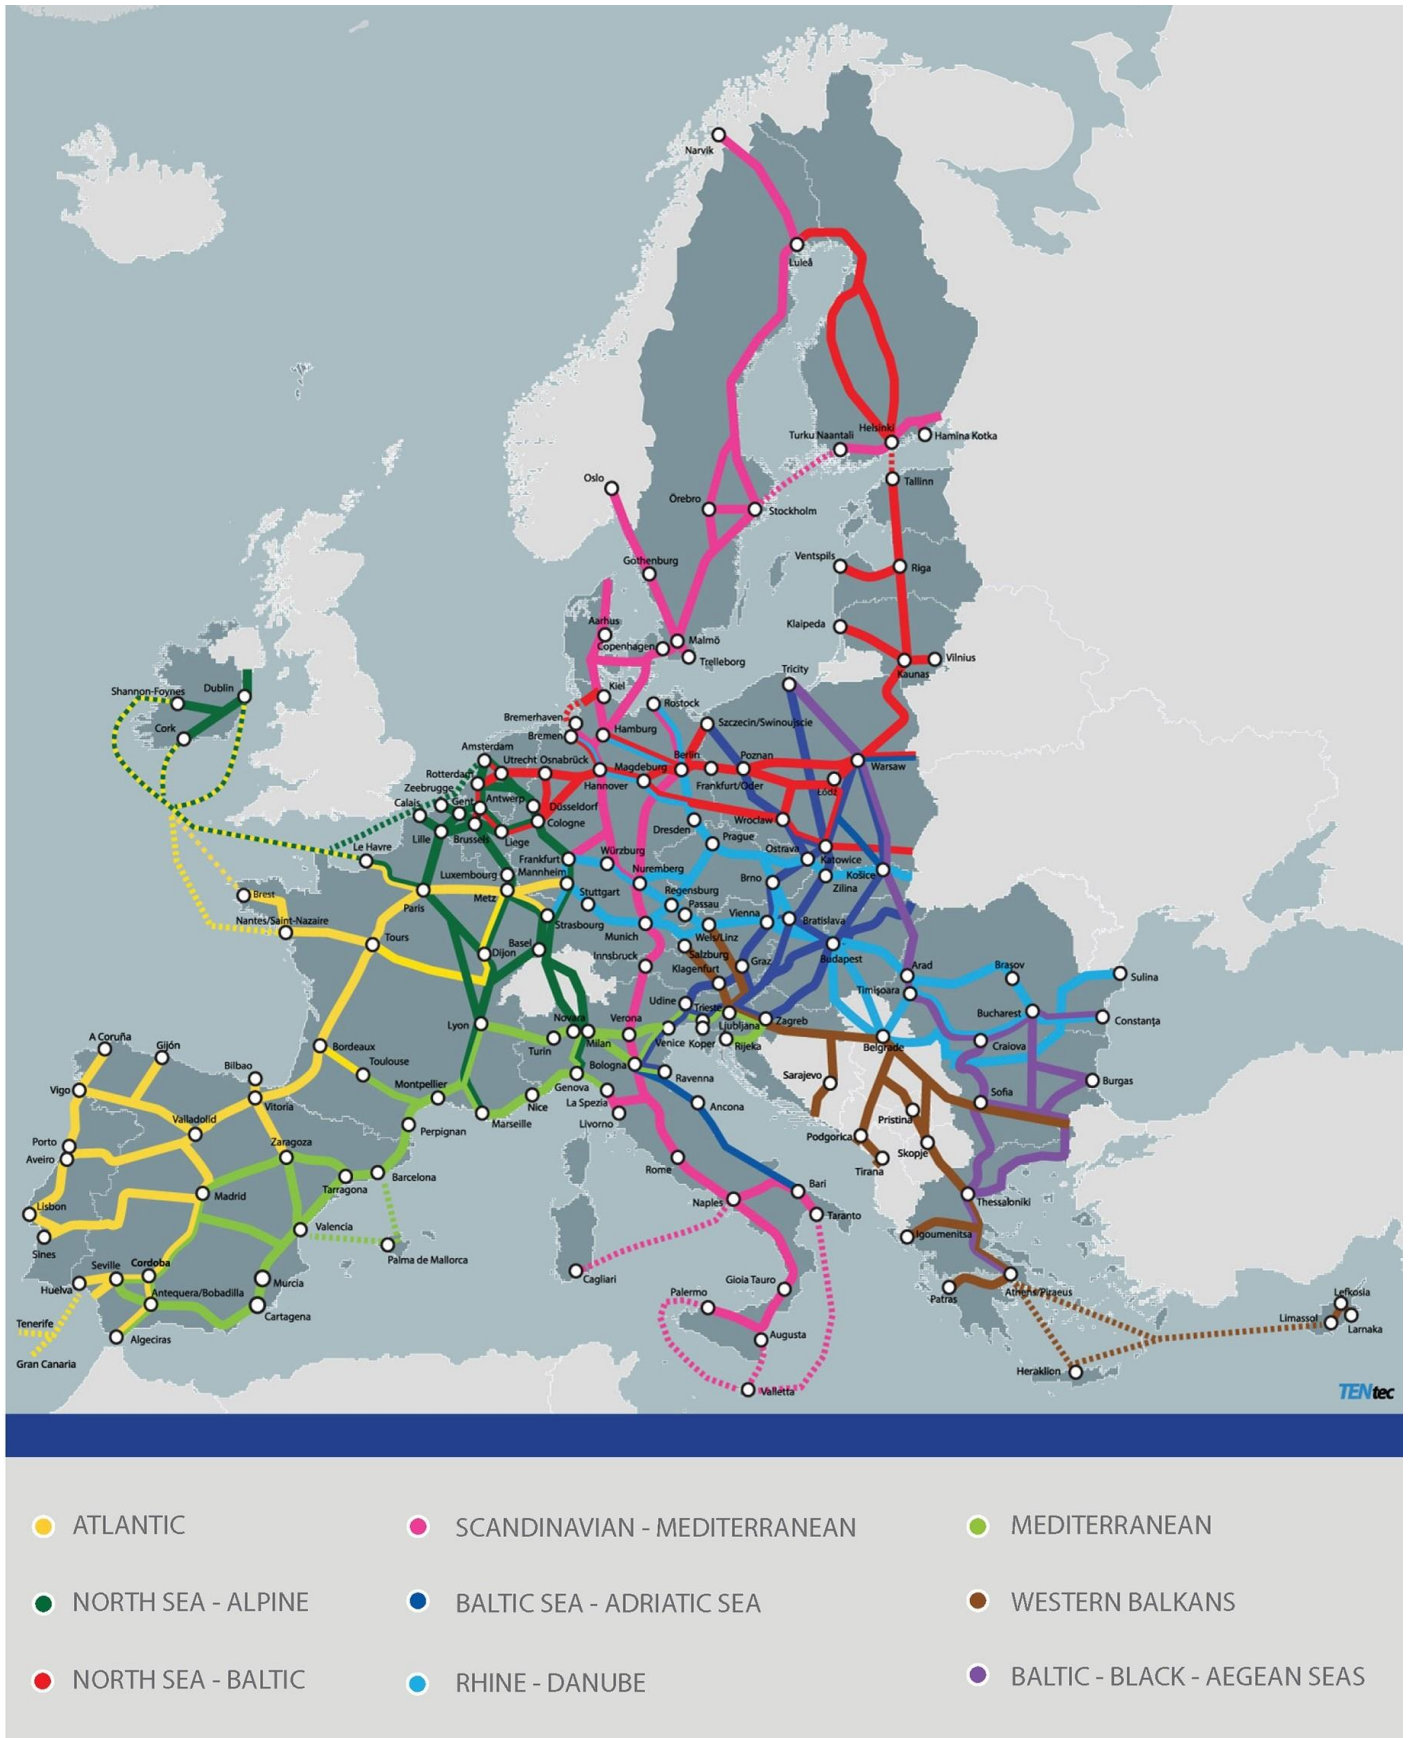 Narvik
Luleå
Helsinki
Turku Naantali
Hamina Kotka
Oslo
Tallinn
Örebro
Stockholm
Ventspils
Riga
Gothenburg
Aarhus
Klaipeda
Copenhagen
Malmö
Trelleborg
Kaunas
Vilnius
Tricity
Shannon-Foynes
Dublin
Kiel
Rostock
Cork
Bremerhaven
Bremen
Hamburg
Szczecin/Swinoujscie
Amsterdam
Utrecht
Osnabrück
Magdeburg
Berlin
Poznan
Warsaw
Rotterdam
Zeebrugge
Hannover
Frankfurt/Oder
Łódz
Calais
Gent
Antwerp
Düsseldorf
Cologne
Dresden
Wroclaw
Lille
Brussels
Liege
Prague
Le Havre
Frankfurt
Würzburg
Ostrava
Katowice
Luxembourg
Mannheim
Nuremberg
Brno
Zilina
Košice
Brest
Metz
Stuttgart
Regensburg
Paris
Passau
Nantes/Saint-Nazaire
Strasbourg
Vienna
Bratislava
Tours
Munich
Wels/Linz
Dijon
Basel
Salzburg
Budapest
Innsbruck
Klagenfurt
Graz
Arad
Brașov
Sulina
Timișoara
Udine
Trieste
Bucharest
Constanța
Lyon
Novara
Verona
Ljubljana
Zagreb
A Coruña
Gijón
Bordeaux
Turin
Milan
Venice
Koper
Rijeka
Belgrade
Craiova
Bilbao
Toulouse
Bologna
Sarajevo
Vigo
Montpellier
Genova
Ravenna
Burgas
Vitoria
Nice
La Spezia
Ancona
Sofia
Valladolid
Marseille
Livorno
Pristina
Porto
Zaragoza
Perpignan
Podgorica
Skopje
Aveiro
Rome
Tirana
Barcelona
Tarragona
Bari
Lisbon
Madrid
Naples
Thessaloniki
Taranto
Valencia
Igoumenitsa
Sines
Palma de Mallorca
Seville
Cordoba
Cagliari
Huelva
Murcia
Gioia Tauro
Antequera/Bobadilla
Palermo
Patras
Athens/Piraeus
Lefkosia
Cartagena
Limassol
Larnaka
Tenerife
Algeciras
Augusta
Gran Canaria
Heraklion
Valletta
TENtec
ATLANTIC
SCANDINAVIAN - MEDITERRANEAN
MEDITERRANEAN
NORTH SEA - ALPINE
BALTIC SEA - ADRIATIC SEA
WESTERN BALKANS
NORTH SEA - BALTIC
RHINE - DANUBE
BALTIC - BLACK - AEGEAN SEAS